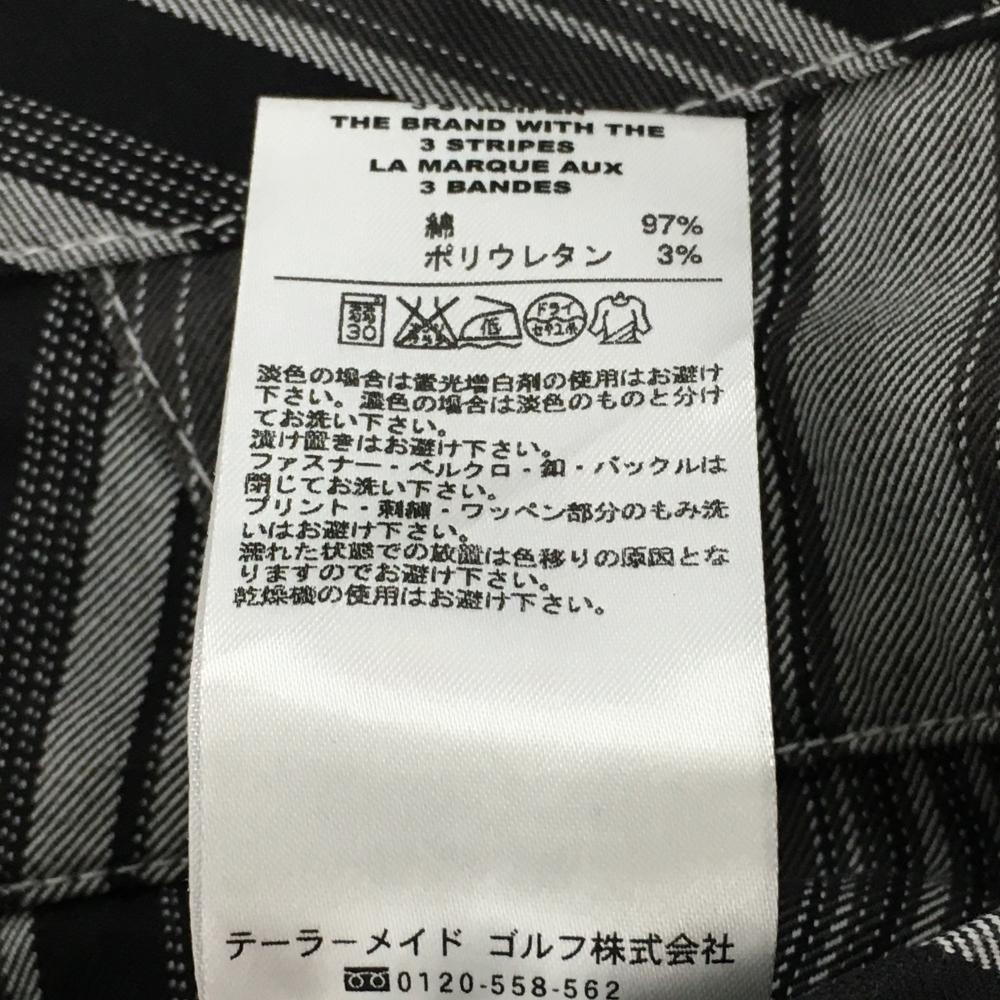 3 STREIFEN
THE BRAND WITH THE
3 STRIPES
LA MARQUE AUX
3 BANDES
綿 97%
ポリウレタン 3%
弱 30 低 ドライ セキユ系
淡色の場合は蛍光増白剤の使用はお避け
下さい。濃色の場合は淡色のものと分け
てお洗い下さい。
漬け置きはお避け下さい。
ファスナー・ベルクロ・釦・バックルは
閉じてお洗い下さい。
プリント・刺繍・ワッペン部分のもみ洗
いはお避け下さい。
濡れた状態での放置は色移りの原因とな
りますのでお避け下さい。
乾燥機の使用はお避け下さい。
テーラーメイド ゴルフ株式会社
0120-558-562